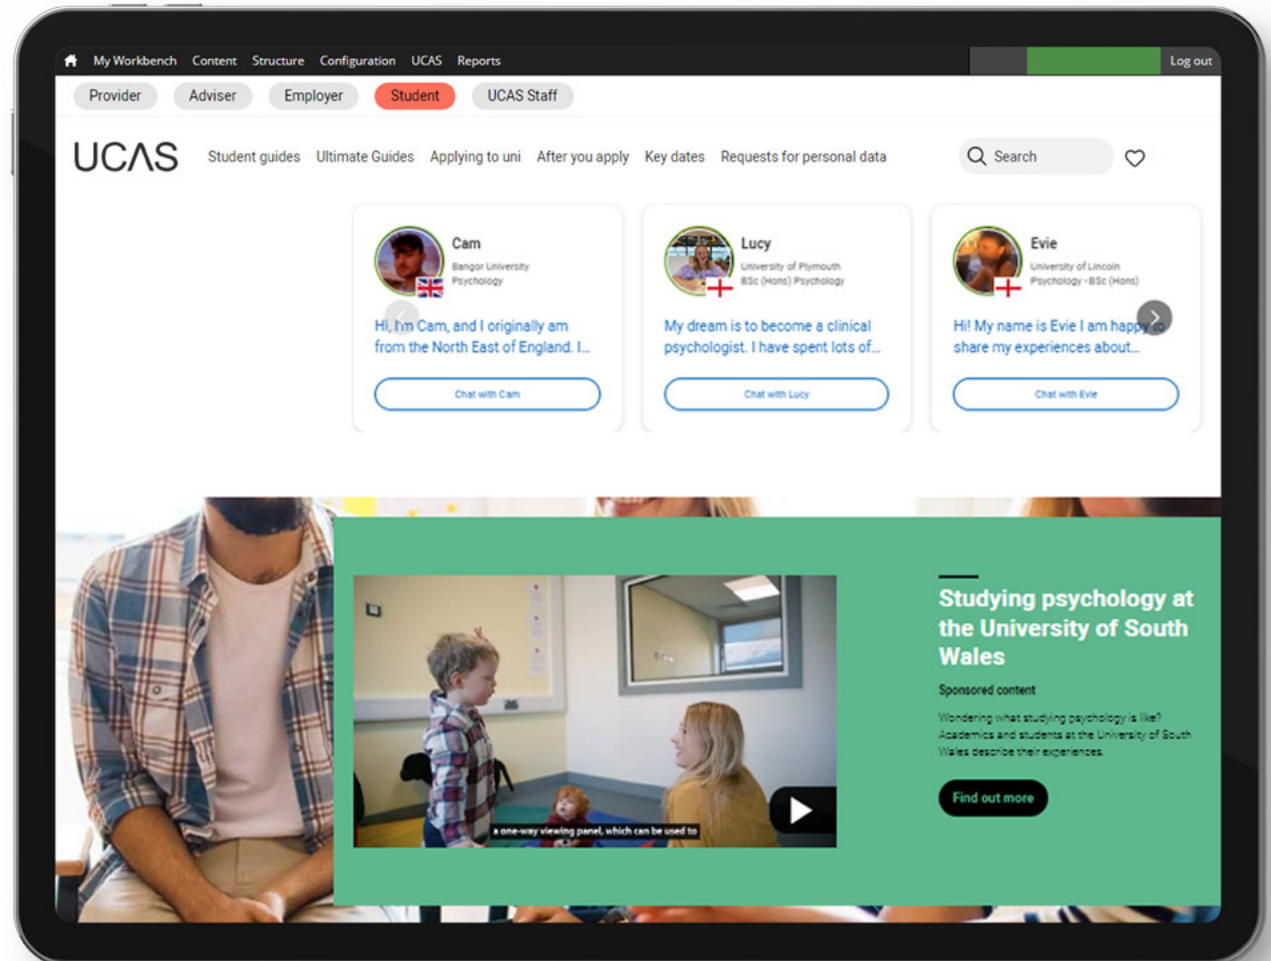 My Workbench Content Structure Configuration UCAS Reports Log out
Provider Adviser Employer Student UCAS Staff
UCAS Student guides Ultimate Guides Applying to uni After you apply Key dates Requests for personal data Search
Cam
Bangor University
Psychology
Hi, I'm Cam, and I originally am
from the North East of England. I...
Chat with Cam
Lucy
University of Plymouth
BSc (Hons) Psychology
My dream is to become a clinical
psychologist. I have spent lots of...
Chat with Lucy
Evie
University of Lincoln
Psychology - BSc (Hons)
Hi! My name is Evie I am happy to
share my experiences about...
Chat with Evie
a one-way viewing panel, which can be used to
Studying psychology at
the University of South
Wales
Sponsored content
Wondering what studying psychology is like?
Academics and students at the University of South
Wales describe their experiences.
Find out more